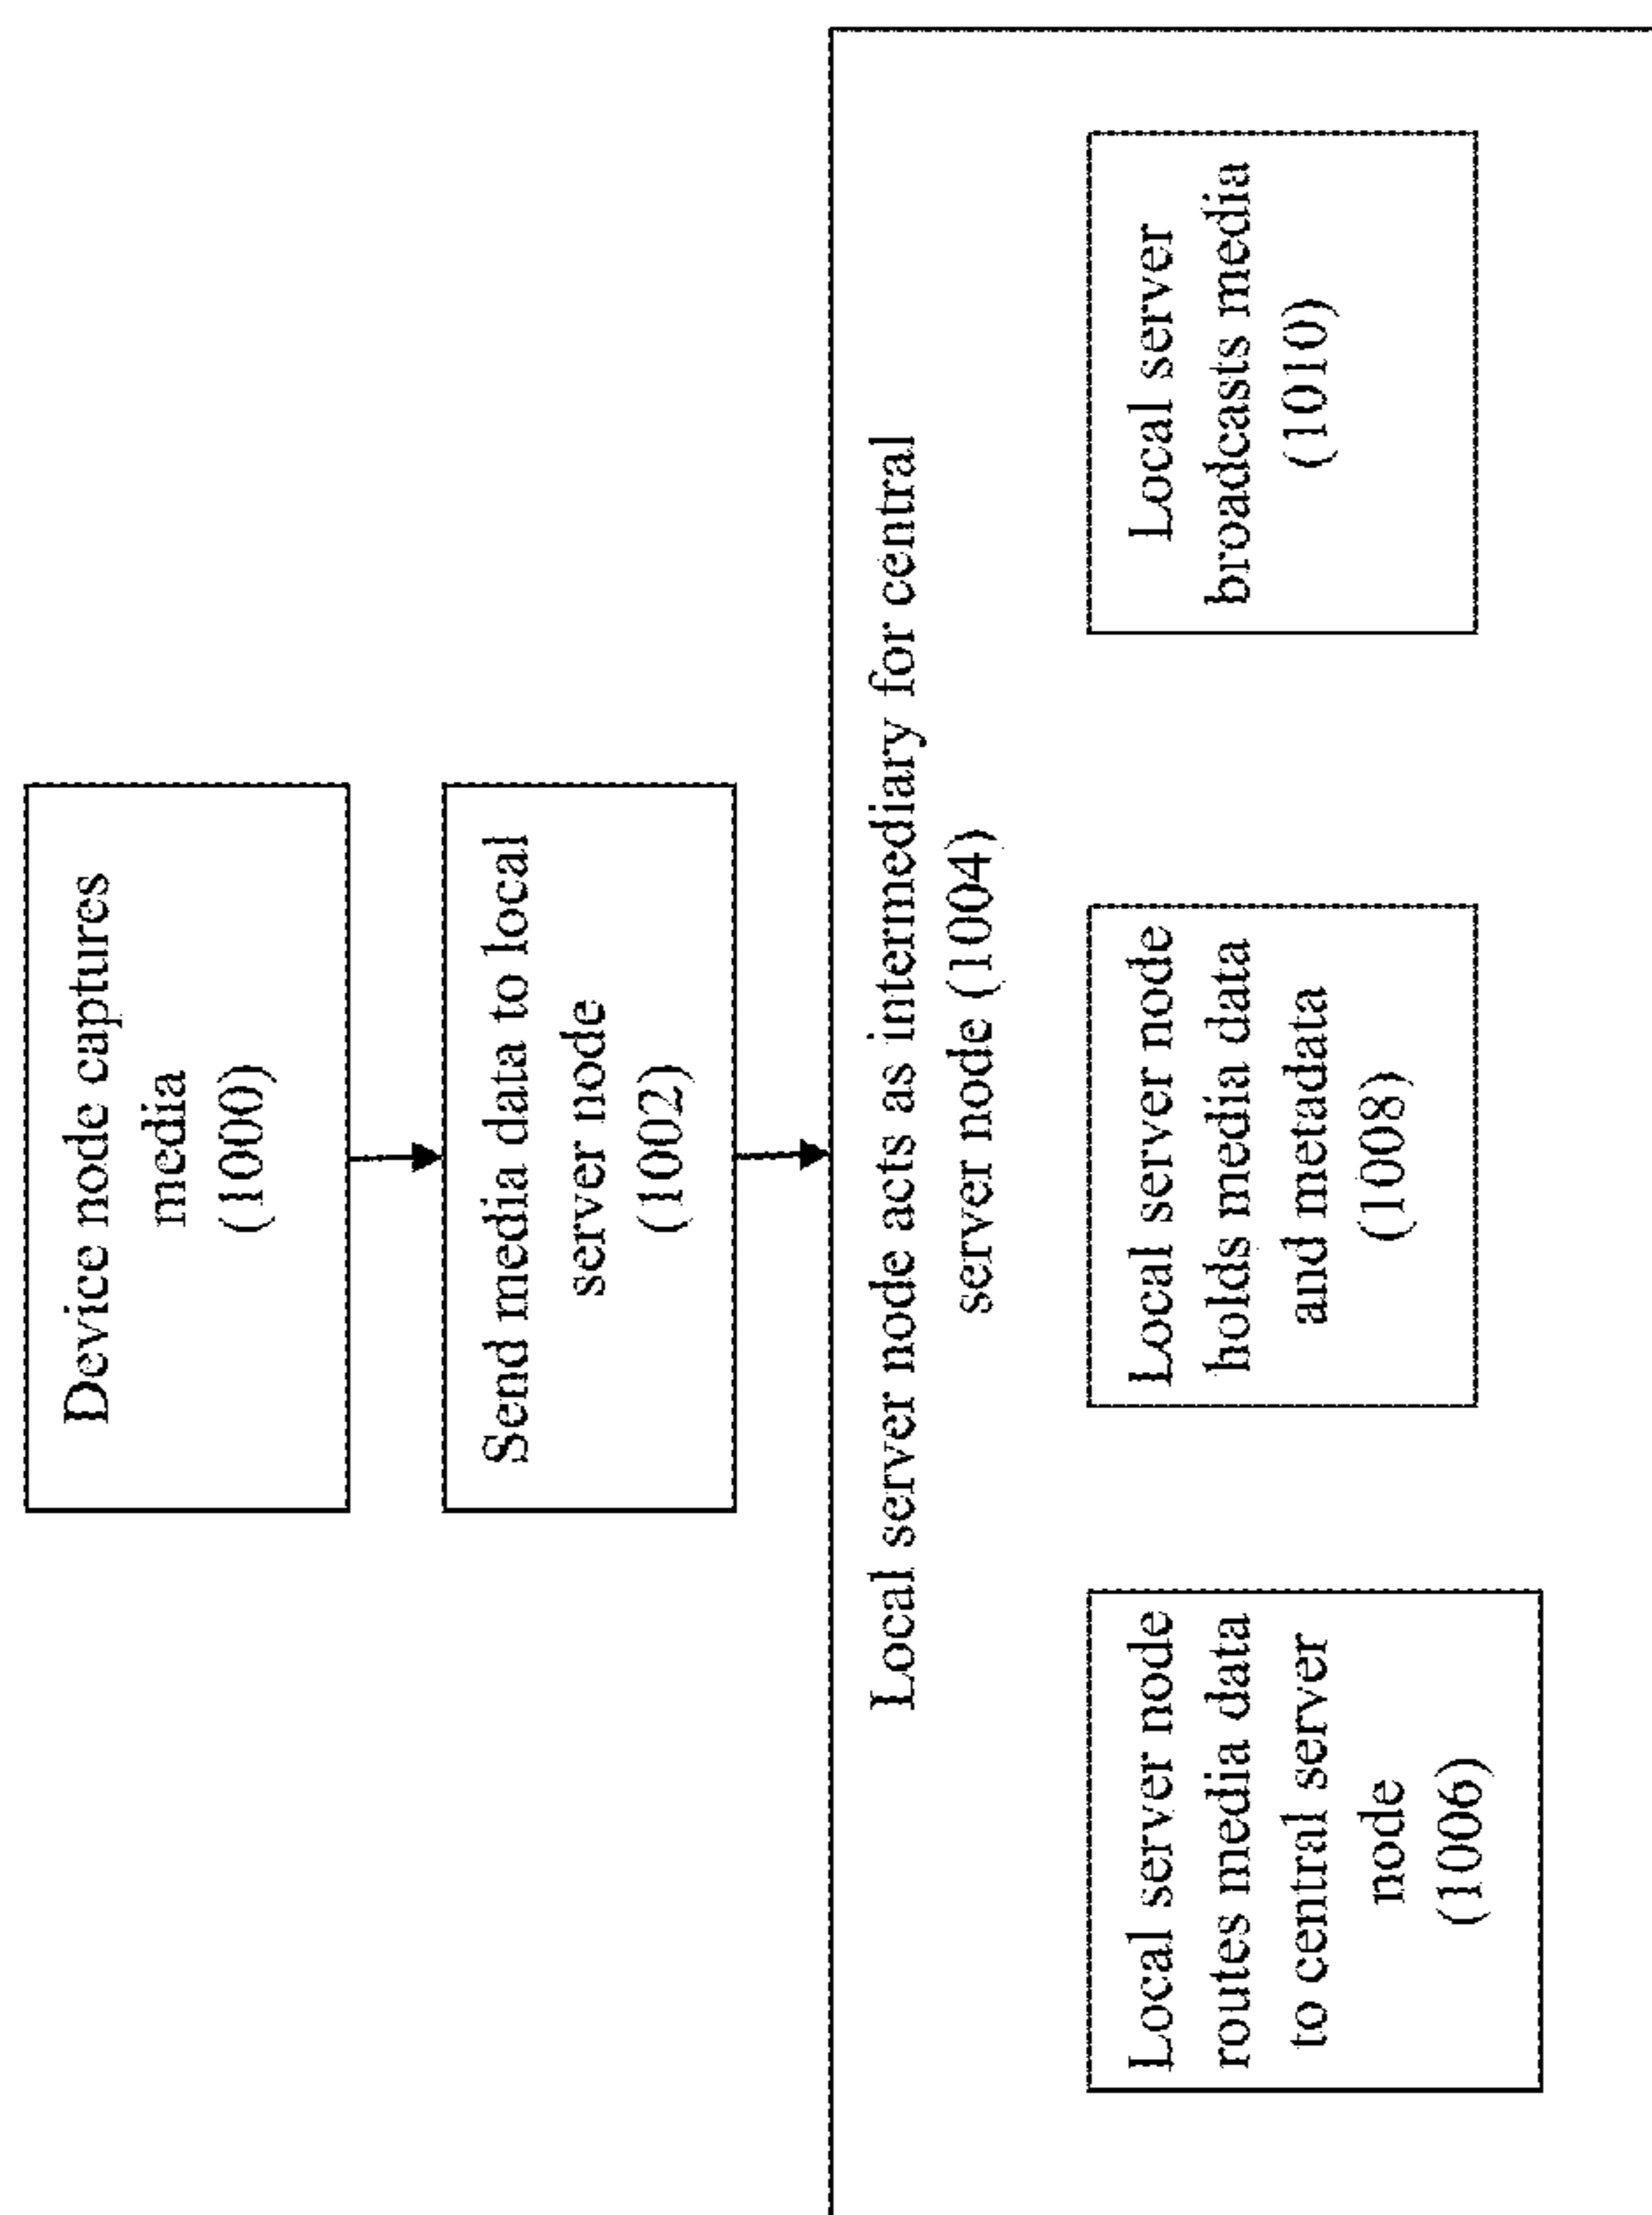 Device node captures
media
(1000)
Send media data to local
server node
(1002)
Local server node acts as intermediary for central
server node (1004)
Local server node
routes media data
to central server
node
(1006)
Local server node
holds media data
and metadata
(1008)
Local server
broadcasts media
(1010)